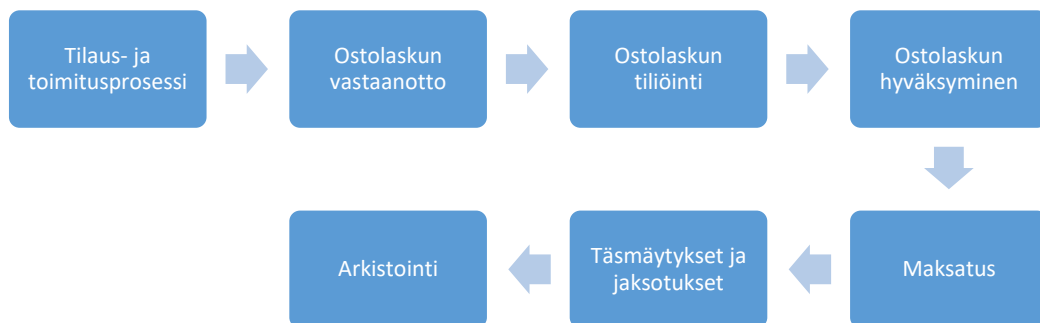 Tilaus- ja
toimitusprosessi
Ostolaskun
vastaanotto
Ostolaskun
tiliöinti
Ostolaskun
hyväksyminen
Maksatus
Täsmäytykset ja
jaksotukset
Arkistointi